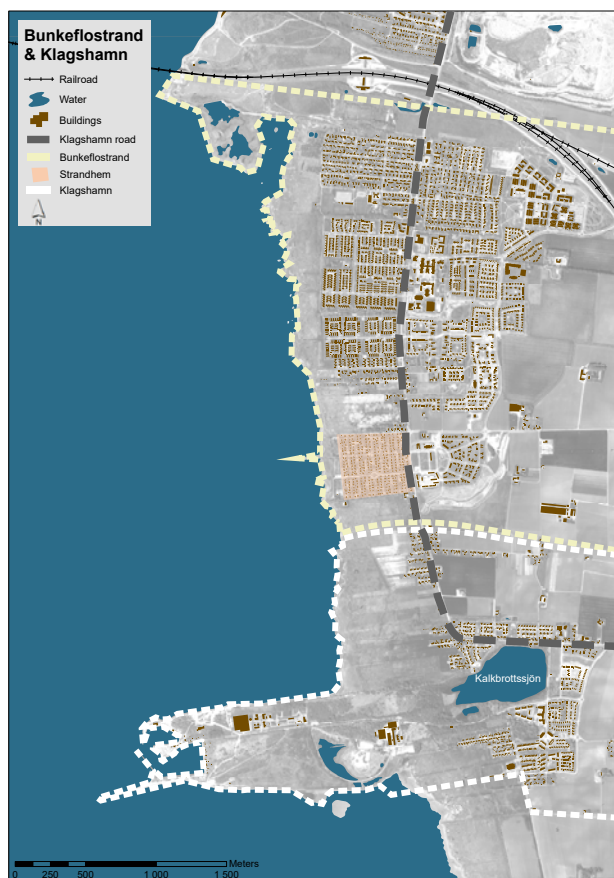 Bunkeflostrand
& Klagshamn
Railroad
Water
Buildings
Klagshamn road
Bunkeflostrand
Strandhem
Klagshamn
N
Kalkbrottssjön
0 250 500 1 000 1 500
Meters